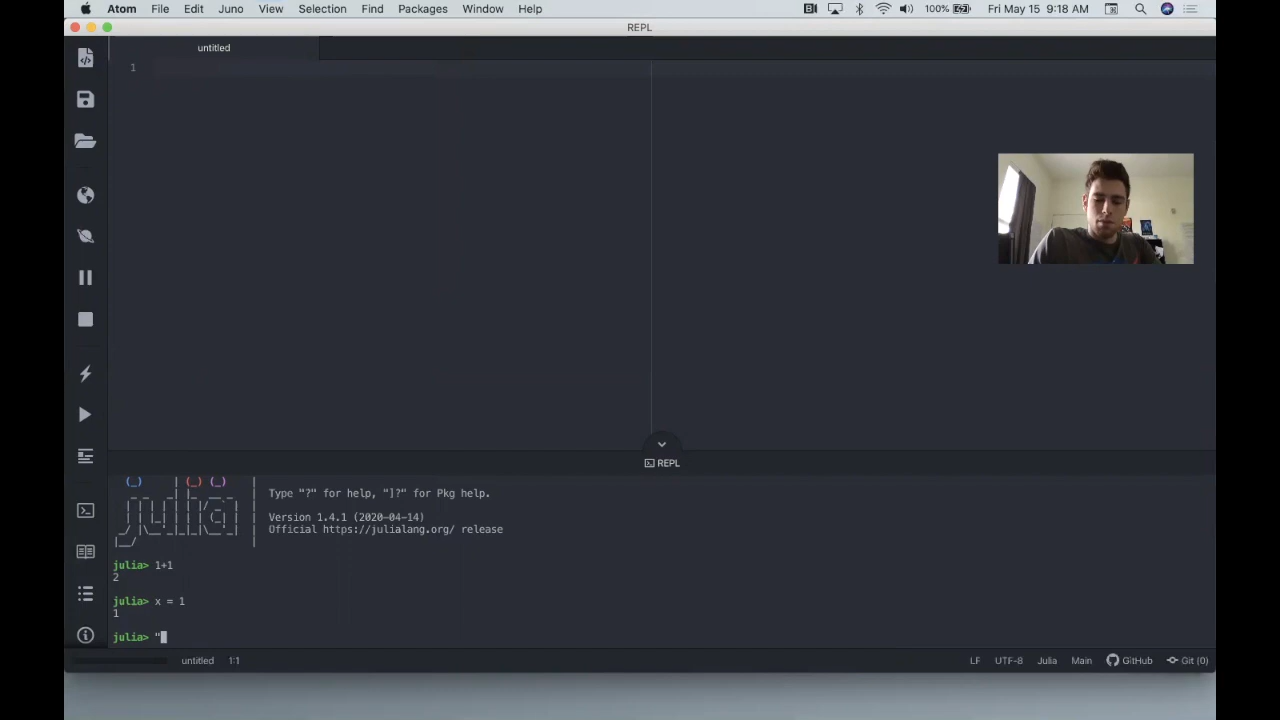 Atom File Edit View Juno Selection Find Packages Window Help 100% Fri May 15 9:18 AM
REPL
untitled
1
REPL
Type "?" for help, "]?" for Pkg help.
Version 1.4.1 (2020-04-14)
Official https://julialang.org/ release
julia> 1+1
2
julia> x = 1
1
julia> "
untitled 1:1 LF UTF-8 Julia Main GitHub Git (0)